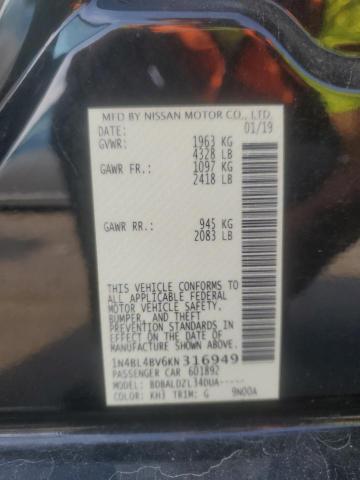 MFD BY NISSAN MOTOR CO., LTD.
DATE: 01/19
GVWR: 1963 KG
4328 LB
GAWR FR.: 1097 KG
2418 LB
GAWR RR.: 945 KG
2083 LB
THIS VEHICLE CONFORMS TO
ALL APPLICABLE FEDERAL
MOTOR VEHICLE SAFETY,
BUMPER, AND THEFT
PREVENTION STANDARDS
IN EFFECT ON THE DATE OF
MANUFACTURE SHOWN ABOVE.
1N4BL4BV6KN316949
PASSENGER CAR 601892
MODEL: BDBALDZL34DUA-----
COLOR: KH3 TRIM: G 9N00A